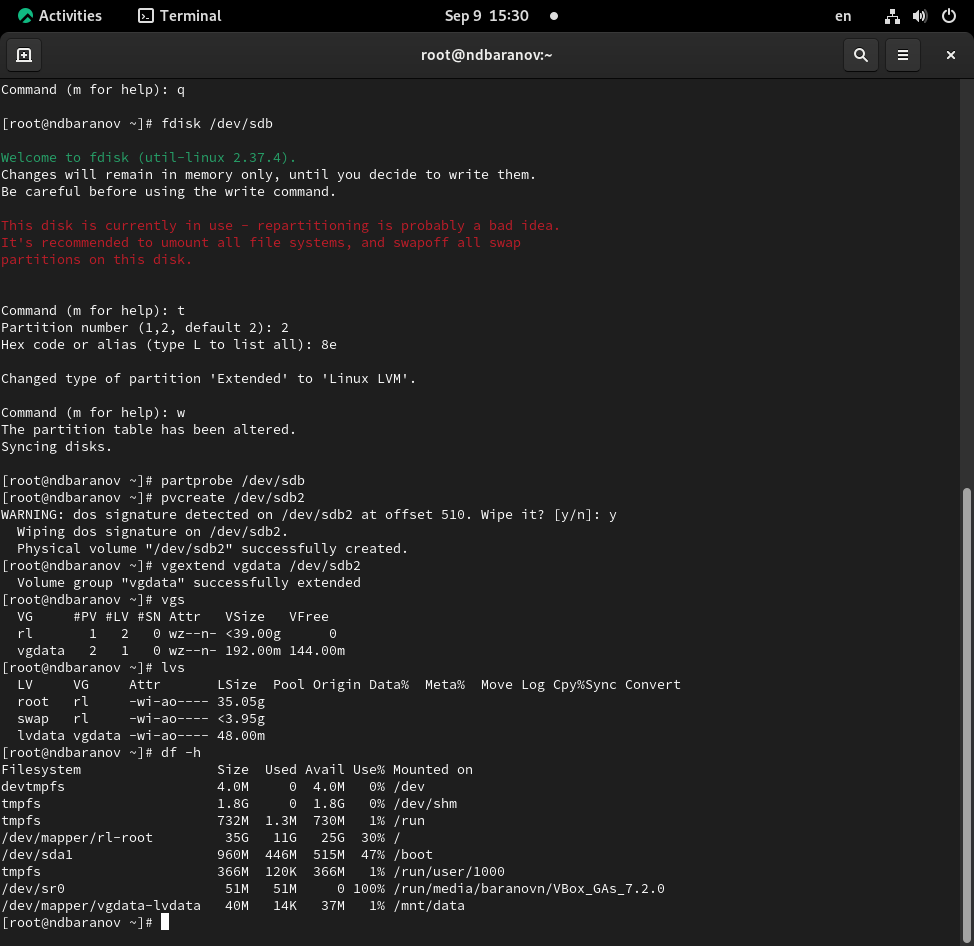 Activities Terminal Sep 9 15:30 en
root@ndbaranov:~
Command (m for help): q
[root@ndbaranov ~]# fdisk /dev/sdb
Welcome to fdisk (util-linux 2.37.4).
Changes will remain in memory only, until you decide to write them.
Be careful before using the write command.
This disk is currently in use - repartitioning is probably a bad idea.
It's recommended to umount all file systems, and swapoff all swap
partitions on this disk.
Command (m for help): t
Partition number (1,2, default 2): 2
Hex code or alias (type L to list all): 8e
Changed type of partition 'Extended' to 'Linux LVM'.
Command (m for help): w
The partition table has been altered.
Syncing disks.
[root@ndbaranov ~]# partprobe /dev/sdb
[root@ndbaranov ~]# pvcreate /dev/sdb2
WARNING: dos signature detected on /dev/sdb2 at offset 510. Wipe it? [y/n]: y
  Wiping dos signature on /dev/sdb2.
  Physical volume "/dev/sdb2" successfully created.
[root@ndbaranov ~]# vgextend vgdata /dev/sdb2
  Volume group "vgdata" successfully extended
[root@ndbaranov ~]# vgs
  VG     #PV #LV #SN Attr   VSize   VFree
  rl       1   2   0 wz--n- <39.00g      0
  vgdata   2   1   0 wz--n- 192.00m 144.00m
[root@ndbaranov ~]# lvs
  LV     VG     Attr       LSize  Pool Origin Data%  Meta%  Move Log Cpy%Sync Convert
  root   rl     -wi-ao---- 35.05g
  swap   rl     -wi-ao---- <3.95g
  lvdata vgdata -wi-ao---- 48.00m
[root@ndbaranov ~]# df -h
Filesystem                 Size  Used Avail Use% Mounted on
devtmpfs                   4.0M     0  4.0M   0% /dev
tmpfs                      1.8G     0  1.8G   0% /dev/shm
tmpfs                      732M  1.3M  730M   1% /run
/dev/mapper/rl-root         35G   11G   25G  30% /
/dev/sda1                  960M  446M  515M  47% /boot
tmpfs                      366M  120K  366M   1% /run/user/1000
/dev/sr0                    51M   51M     0 100% /run/media/baranovn/VBox_GAs_7.2.0
/dev/mapper/vgdata-lvdata   40M   14K   37M   1% /mnt/data
[root@ndbaranov ~]#